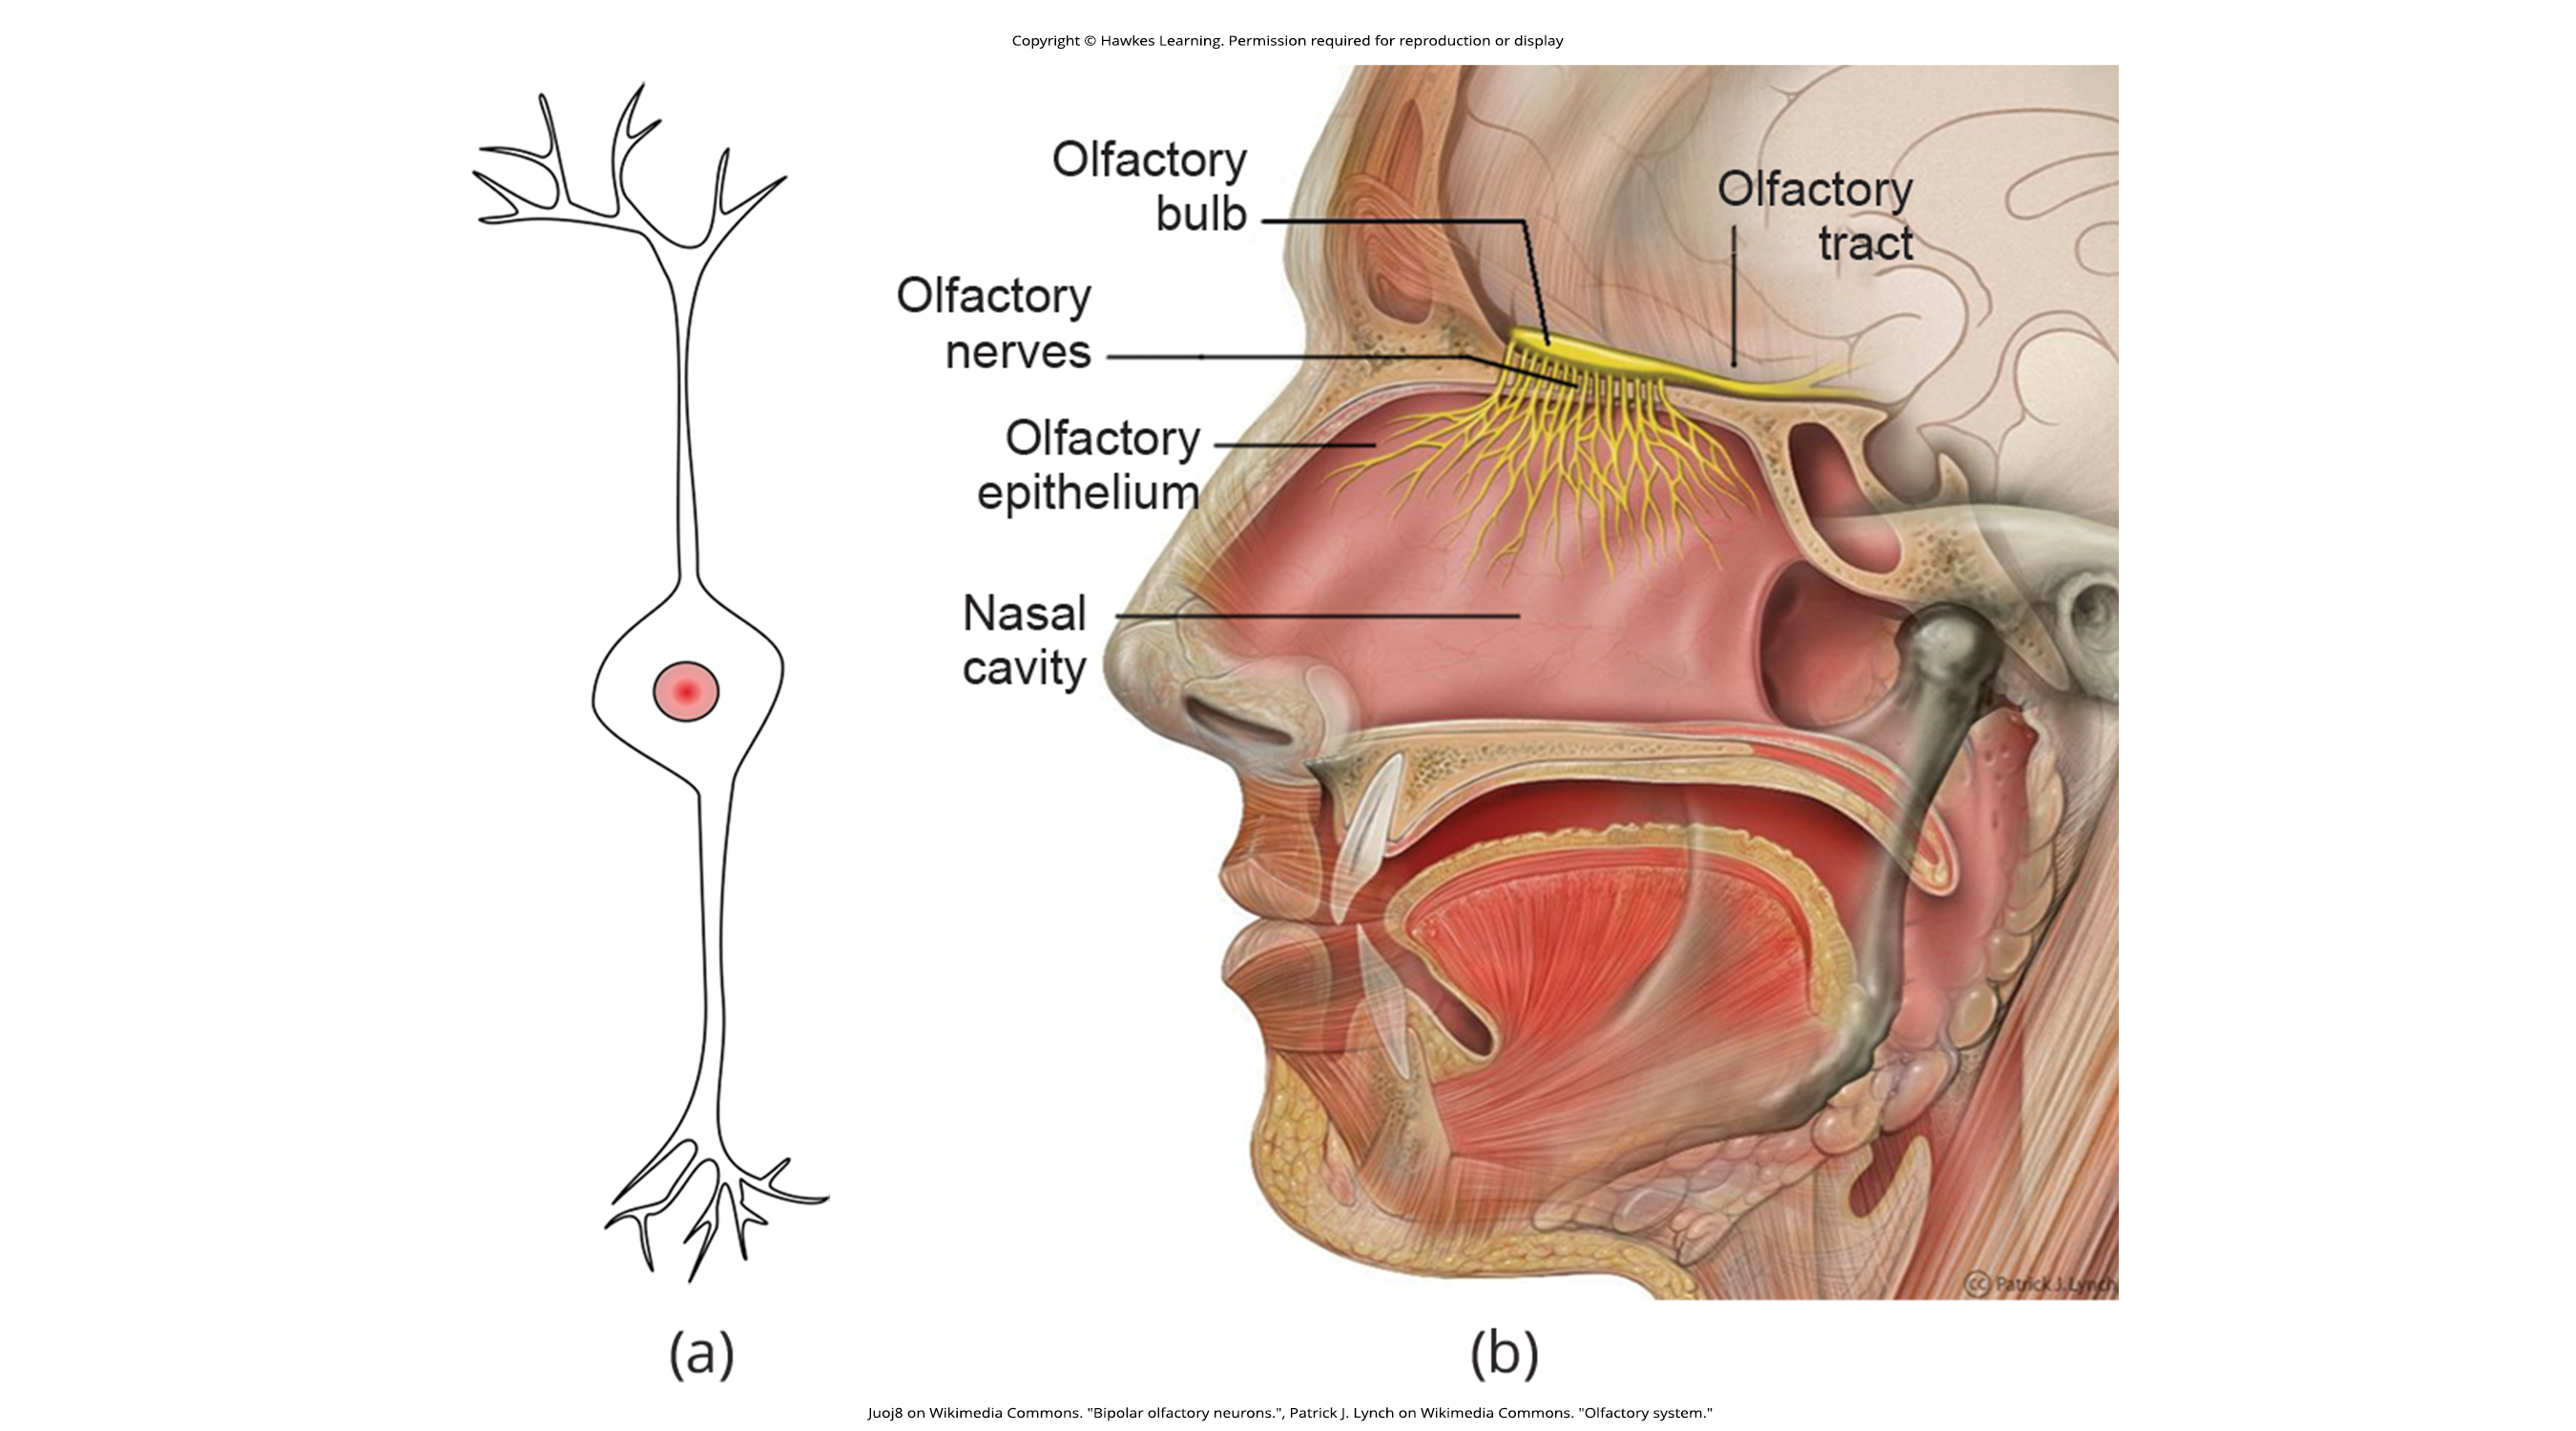 Copyright © Hawkes Learning. Permission required for reproduction or display
Olfactory
bulb
Olfactory
tract
Olfactory
nerves
Olfactory
epithelium
Nasal
cavity
(cc) Patrick J. Lynch
(a)
(b)
Juoj8 on Wikimedia Commons. "Bipolar olfactory neurons.", Patrick J. Lynch on Wikimedia Commons. "Olfactory system."